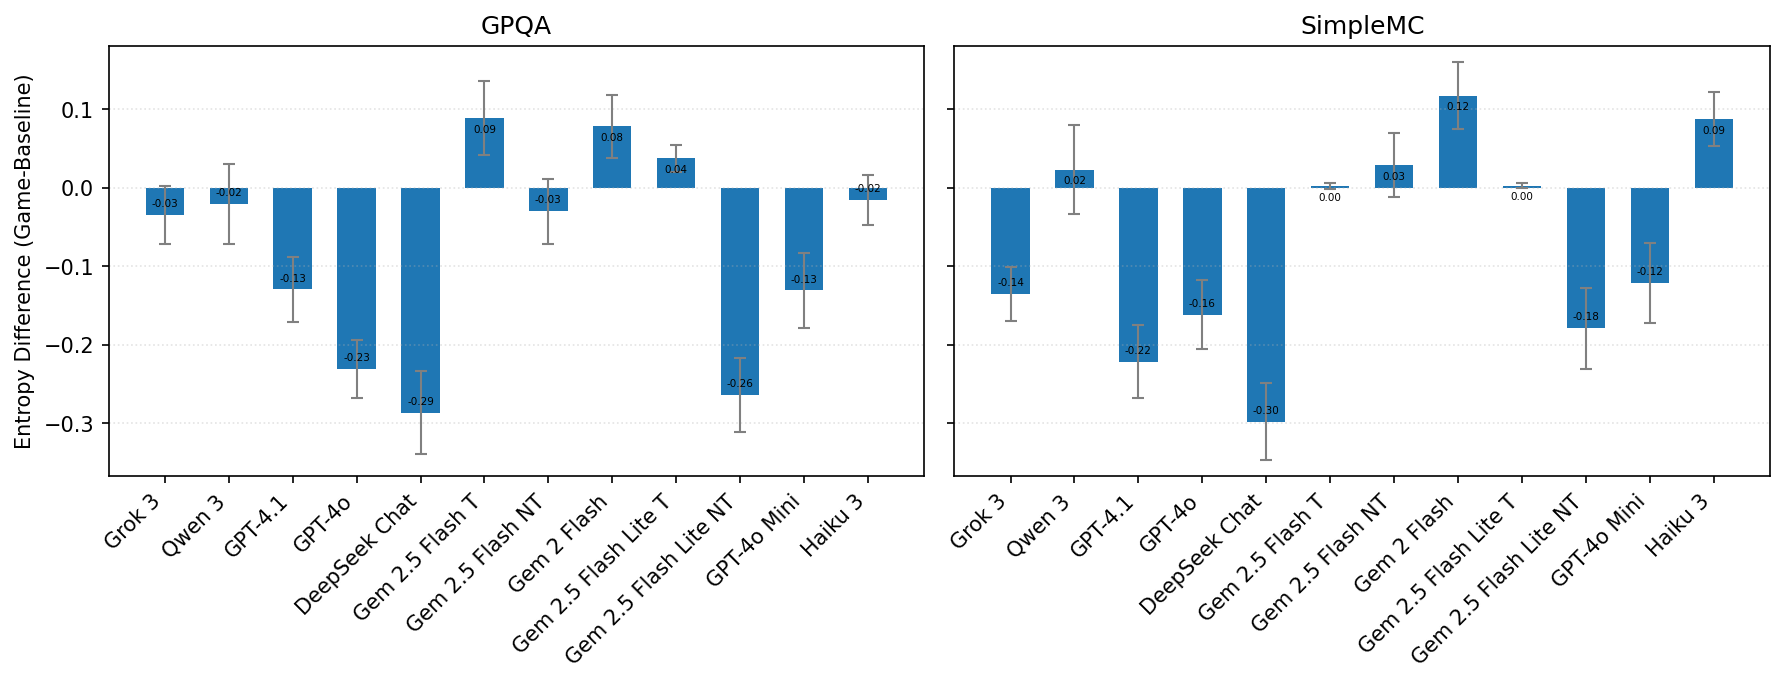 GPQA
SimpleMC
Entropy Difference (Game-Baseline)
0.1
0.0
−0.1
−0.2
−0.3
-0.03
-0.02
-0.13
-0.23
-0.29
0.09
-0.03
0.08
0.04
-0.26
-0.13
-0.02
Grok 3
Qwen 3
GPT-4.1
GPT-4o
DeepSeek Chat
Gem 2.5 Flash T
Gem 2.5 Flash NT
Gem 2 Flash
Gem 2.5 Flash Lite T
Gem 2.5 Flash Lite NT
GPT-4o Mini
Haiku 3
-0.14
0.02
-0.22
-0.16
-0.30
0.00
0.03
0.12
0.00
-0.18
-0.12
0.09
Grok 3
Qwen 3
GPT-4.1
GPT-4o
DeepSeek Chat
Gem 2.5 Flash T
Gem 2.5 Flash NT
Gem 2 Flash
Gem 2.5 Flash Lite T
Gem 2.5 Flash Lite NT
GPT-4o Mini
Haiku 3